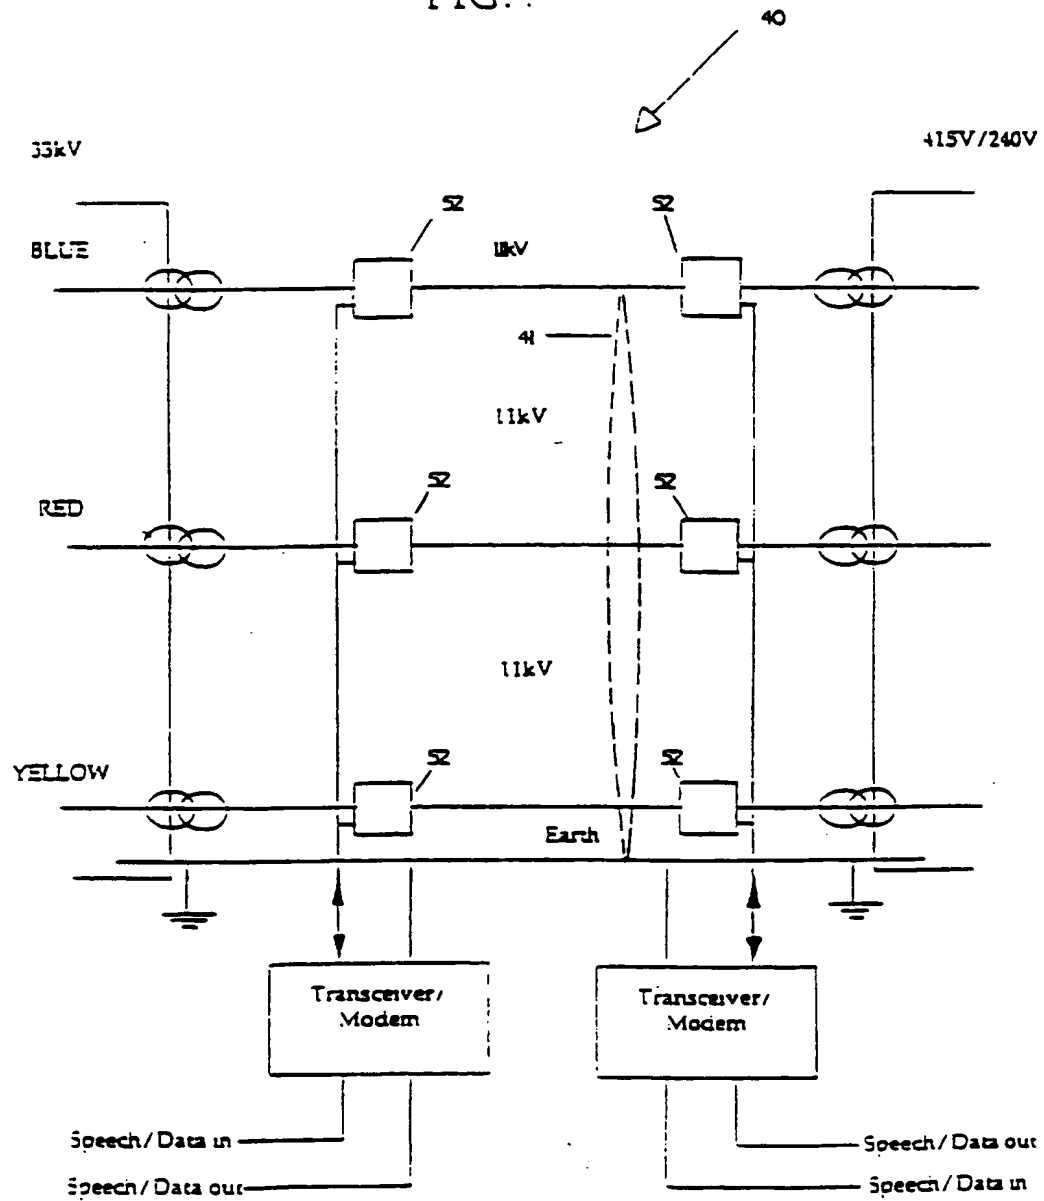 FIG.
40
33kV
415V/240V
BLUE
52
52
11kV
41
11kV
RED
52
52
11kV
YELLOW
52
52
Earth
Transceiver/
Modem
Transceiver/
Modem
Speech/Data in
Speech/Data out
Speech/Data out
Speech/Data in